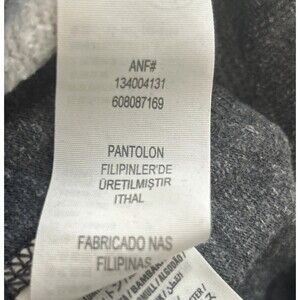 ANF#
134004131
608087169
PANTOLON
FILIPINLER'DE
ÜRETILMIŞTIR
ITHAL
FABRICADO NAS
FILIPINAS